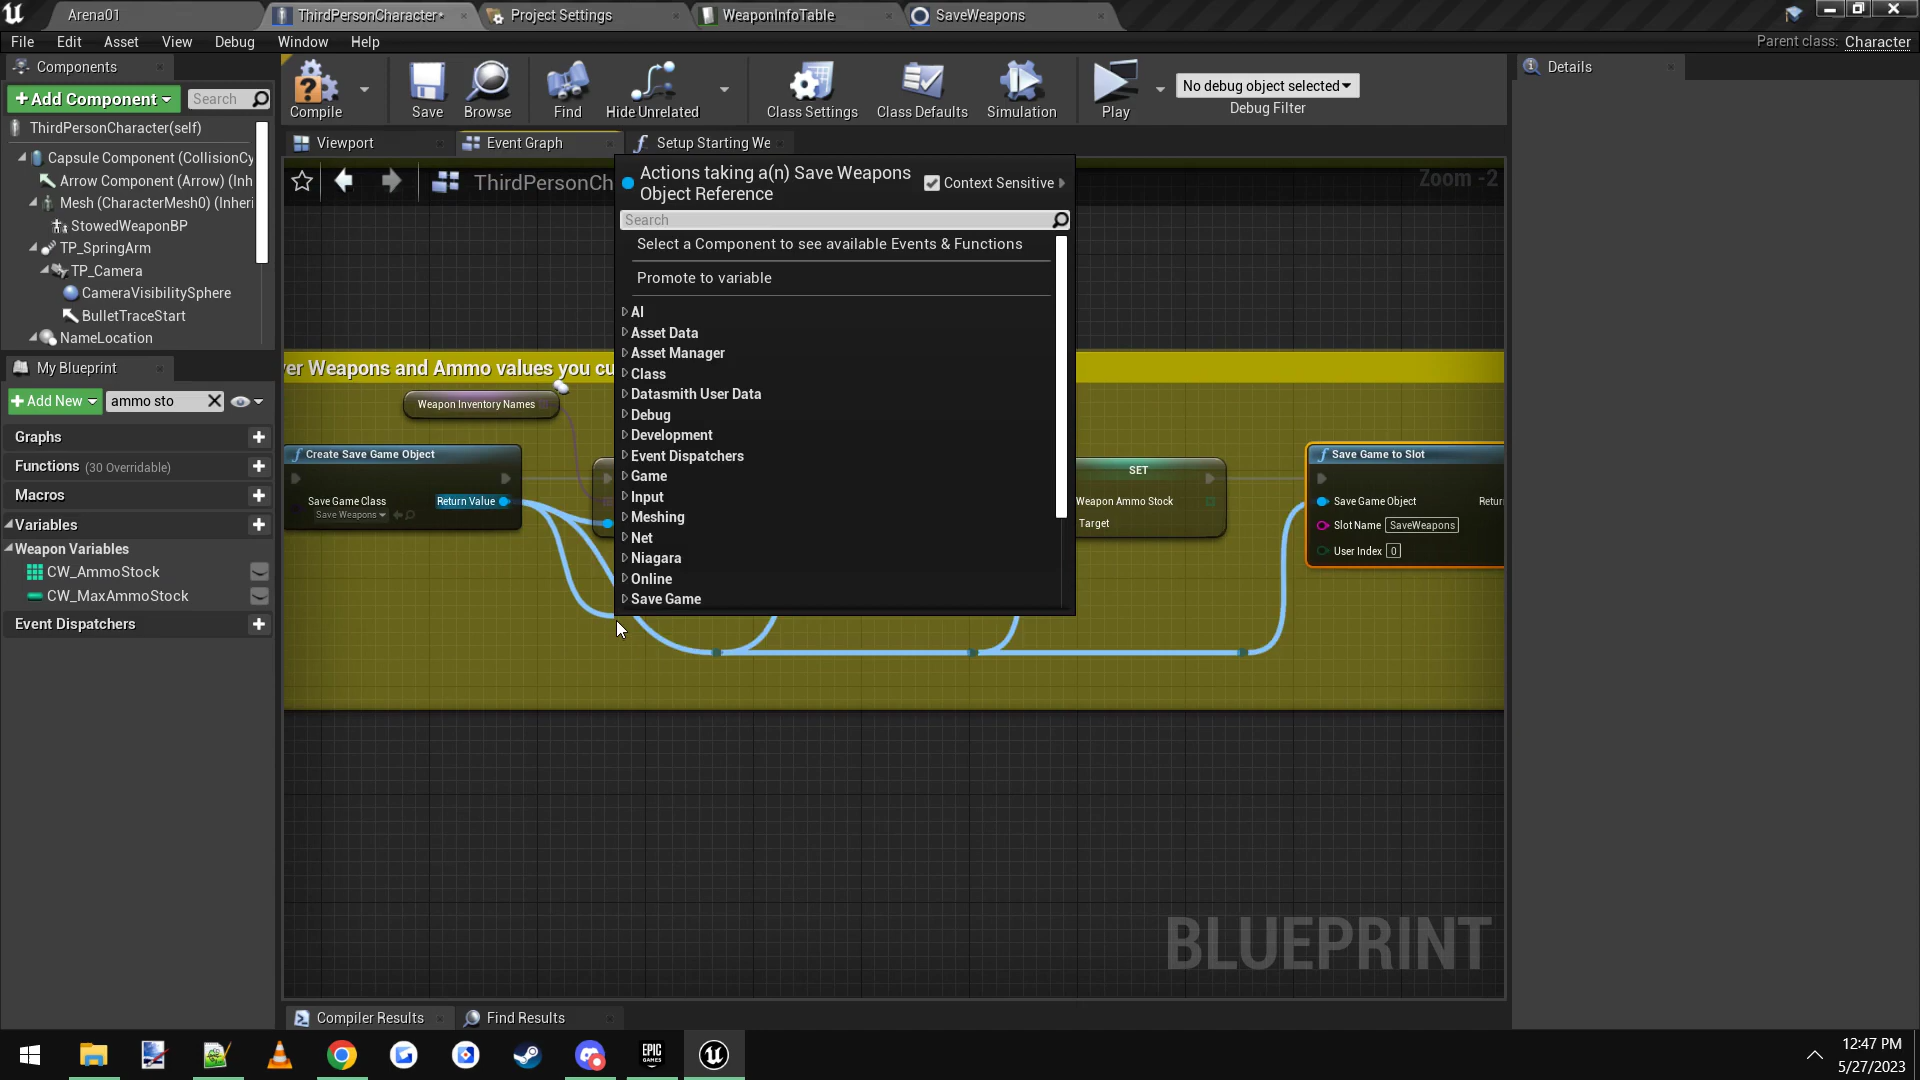 Arena01
ThirdPersonCharacter*
Project Settings
WeaponInfoTable
SaveWeapons
File Edit Asset View Debug Window Help
Parent class: Character
Components
+Add Component
Search
ThirdPersonCharacter(self)
Capsule Component (CollisionCy
Arrow Component (Arrow) (Inh
Mesh (CharacterMesh0) (Inheri
StowedWeaponBP
TP_SpringArm
TP_Camera
CameraVisibilitySphere
BulletTraceStart
NameLocation
My Blueprint
+Add New
ammo sto
Graphs
Functions (30 Overridable)
Macros
Variables
Weapon Variables
CW_AmmoStock
CW_MaxAmmoStock
Event Dispatchers
Compile
Save
Browse
Find
Hide Unrelated
Class Settings
Class Defaults
Simulation
Play
No debug object selected
Debug Filter
Details
Viewport
Event Graph
Setup Starting We
ThirdPersonCh
Zoom -2
Actions taking a(n) Save Weapons
Object Reference
Context Sensitive
Search
Select a Component to see available Events & Functions
Promote to variable
AI
Asset Data
Asset Manager
Class
Datasmith User Data
Debug
Development
Event Dispatchers
Game
Input
Meshing
Net
Niagara
Online
Save Game
er Weapons and Ammo values you cu
Weapon Inventory Names
Create Save Game Object
Save Game Class
Save Weapons
Return Value
SET
Weapon Ammo Stock
Target
Save Game to Slot
Save Game Object
Retur
Slot Name SaveWeapons
User Index 0
BLUEPRINT
Compiler Results
Find Results
EPIC
GAMES
12:47 PM
5/27/2023